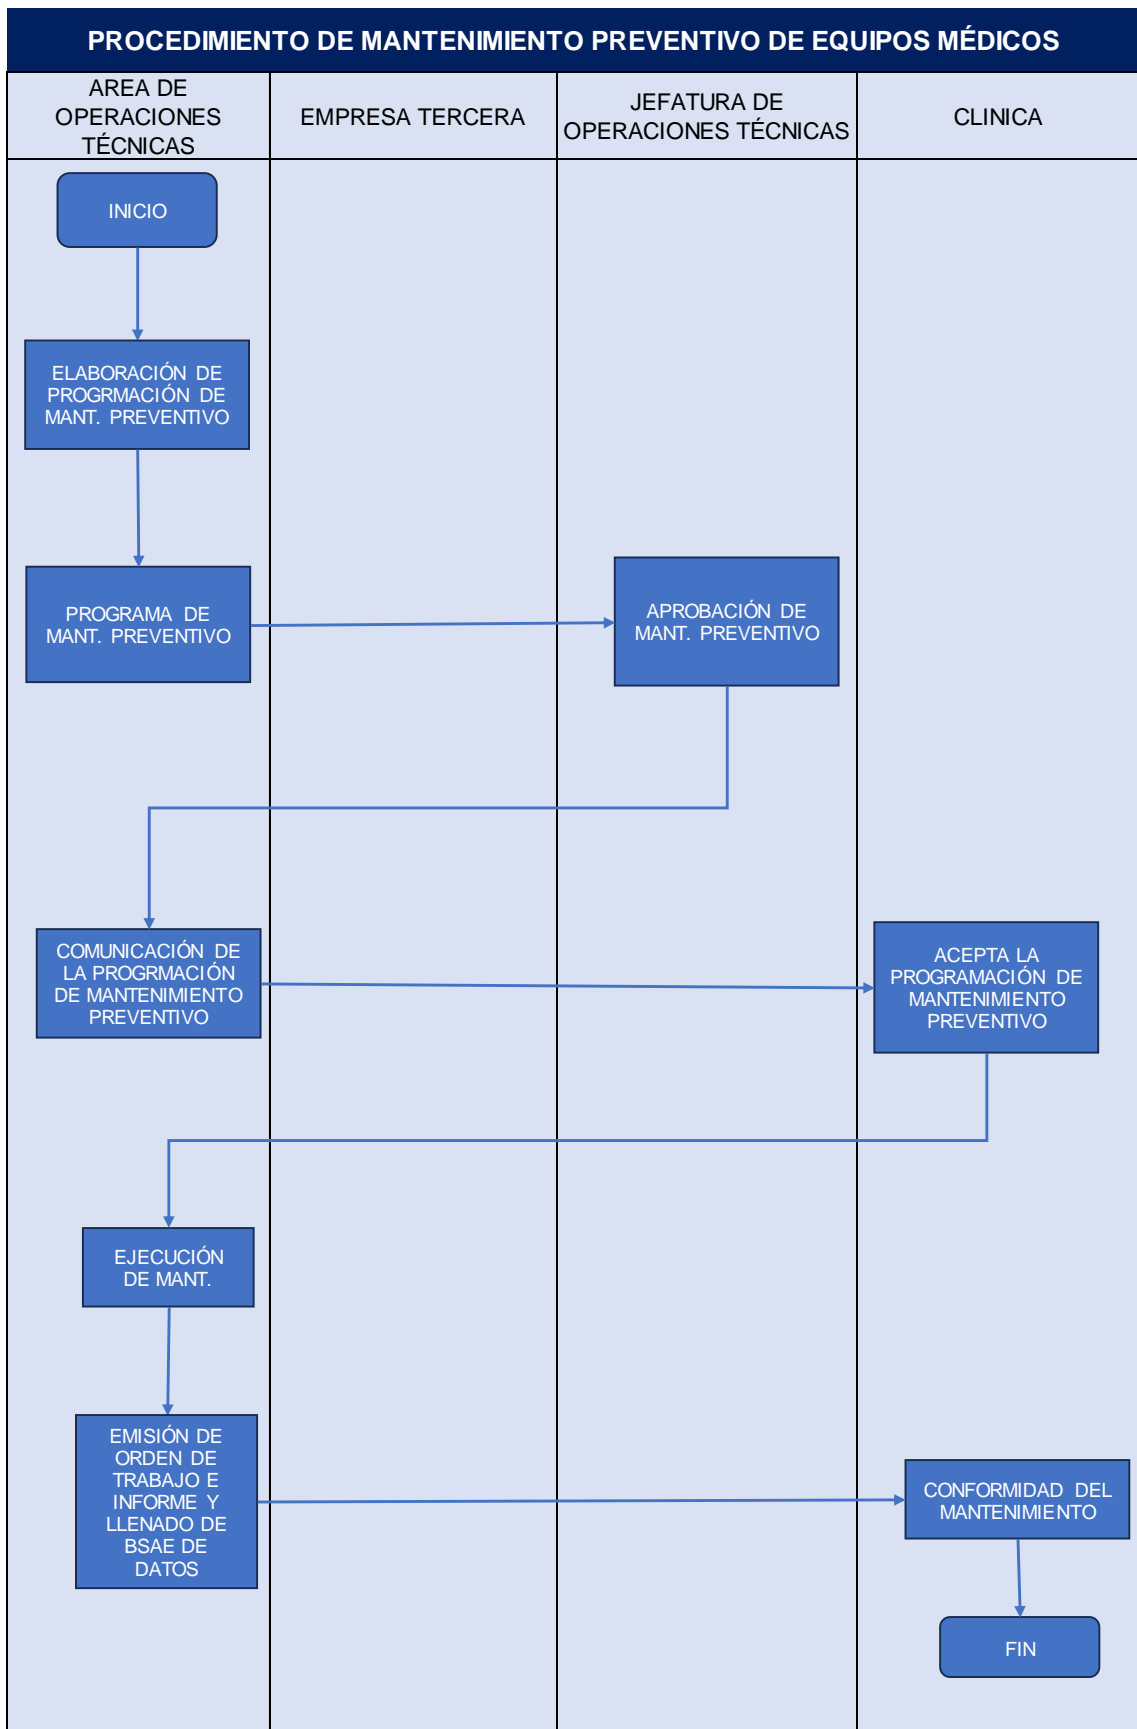 PROCEDIMIENTO DE MANTENIMIENTO PREVENTIVO DE EQUIPOS MÉDICOS
AREA DE
OPERACIONES
TÉCNICAS
EMPRESA TERCERA
JEFATURA DE
OPERACIONES TÉCNICAS
CLINICA
INICIO
ELABORACIÓN DE
PROGRMACIÓN DE
MANT. PREVENTIVO
PROGRAMA DE
MANT. PREVENTIVO
APROBACIÓN DE
MANT. PREVENTIVO
COMUNICACIÓN DE
LA PROGRMACIÓN
DE MANTENIMIENTO
PREVENTIVO
ACEPTA LA
PROGRAMACIÓN DE
MANTENIMIENTO
PREVENTIVO
EJECUCIÓN
DE MANT.
EMISIÓN DE
ORDEN DE
TRABAJO E
INFORME Y
LLENADO DE
BSAE DE
DATOS
CONFORMIDAD DEL
MANTENIMIENTO
FIN